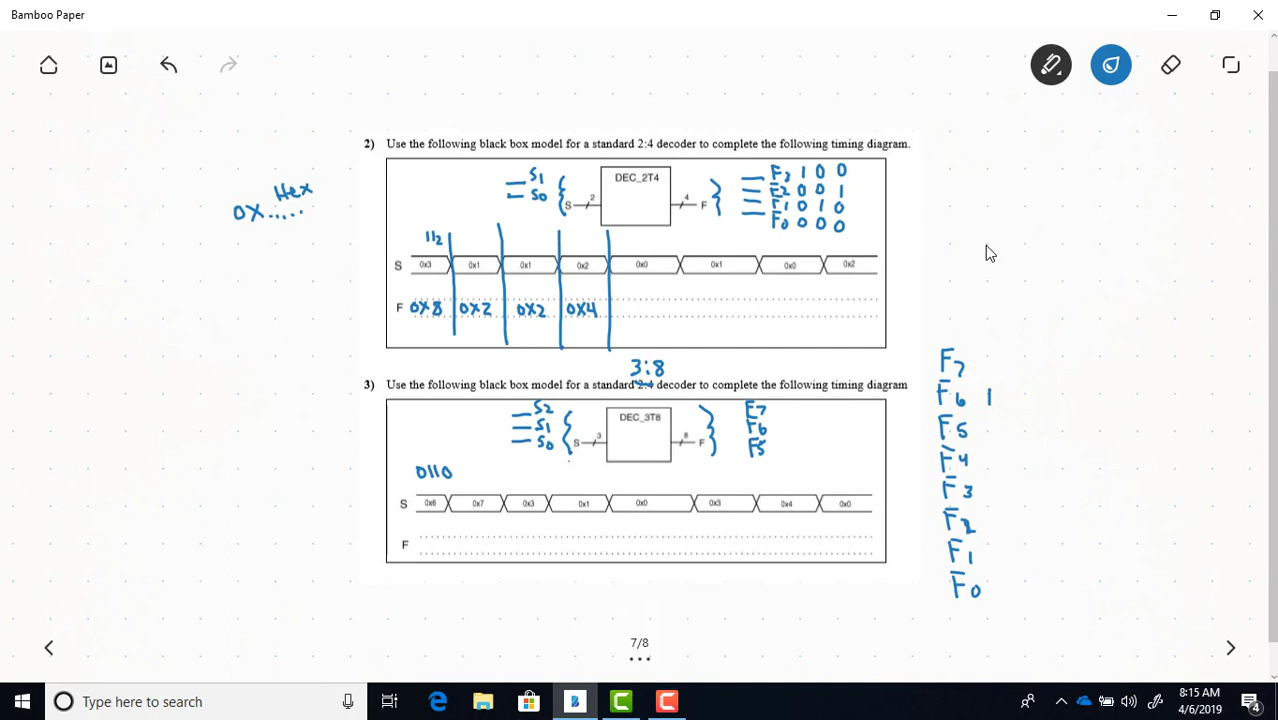 Bamboo Paper
2) Use the following black box model for a standard 2:4 decoder to complete the following timing diagram.
Hex
0X.....
S1
S0
S
2
DEC_2T4
4
F
F3 1 0 0
F2 0 0 1
F1 0 1 0
F0 0 0 0
11₂
S 0x3 0x1 0x1 0x2 0x0 0x1 0x0 0x2
F 0X8 0X2 0X2 0X4
3:8
3) Use the following black box model for a standard 2:4 decoder to complete the following timing diagram
S2
S1
S0
S
3
DEC_3T8
8
F
F7
F6
F5
0110
S 0x6 0x7 0x3 0x1 0x0 0x3 0x4 0x0
F
F7
F6 1
F5
F4
F3
F2
F1
F0
7/8
Type here to search
8:15 AM
4/6/2019
4